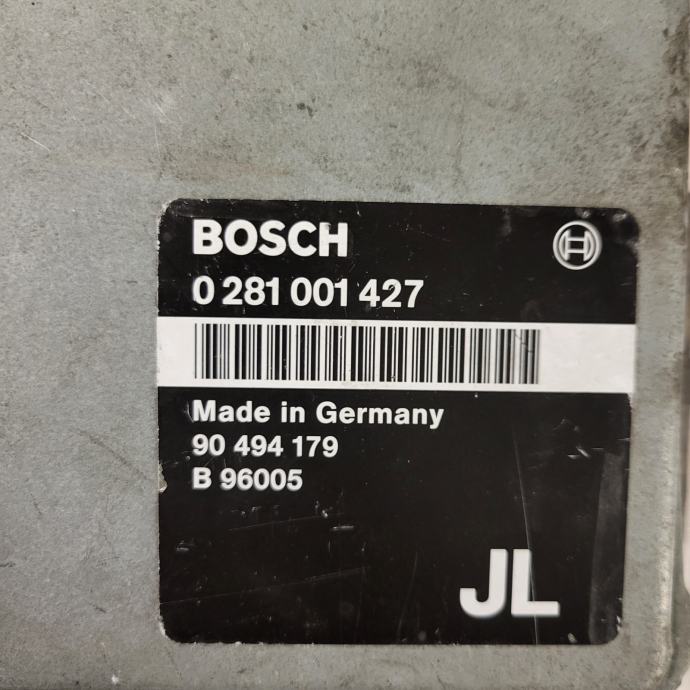 BOSCH
0 281 001 427
Made in Germany
90 494 179
B 96005
JL